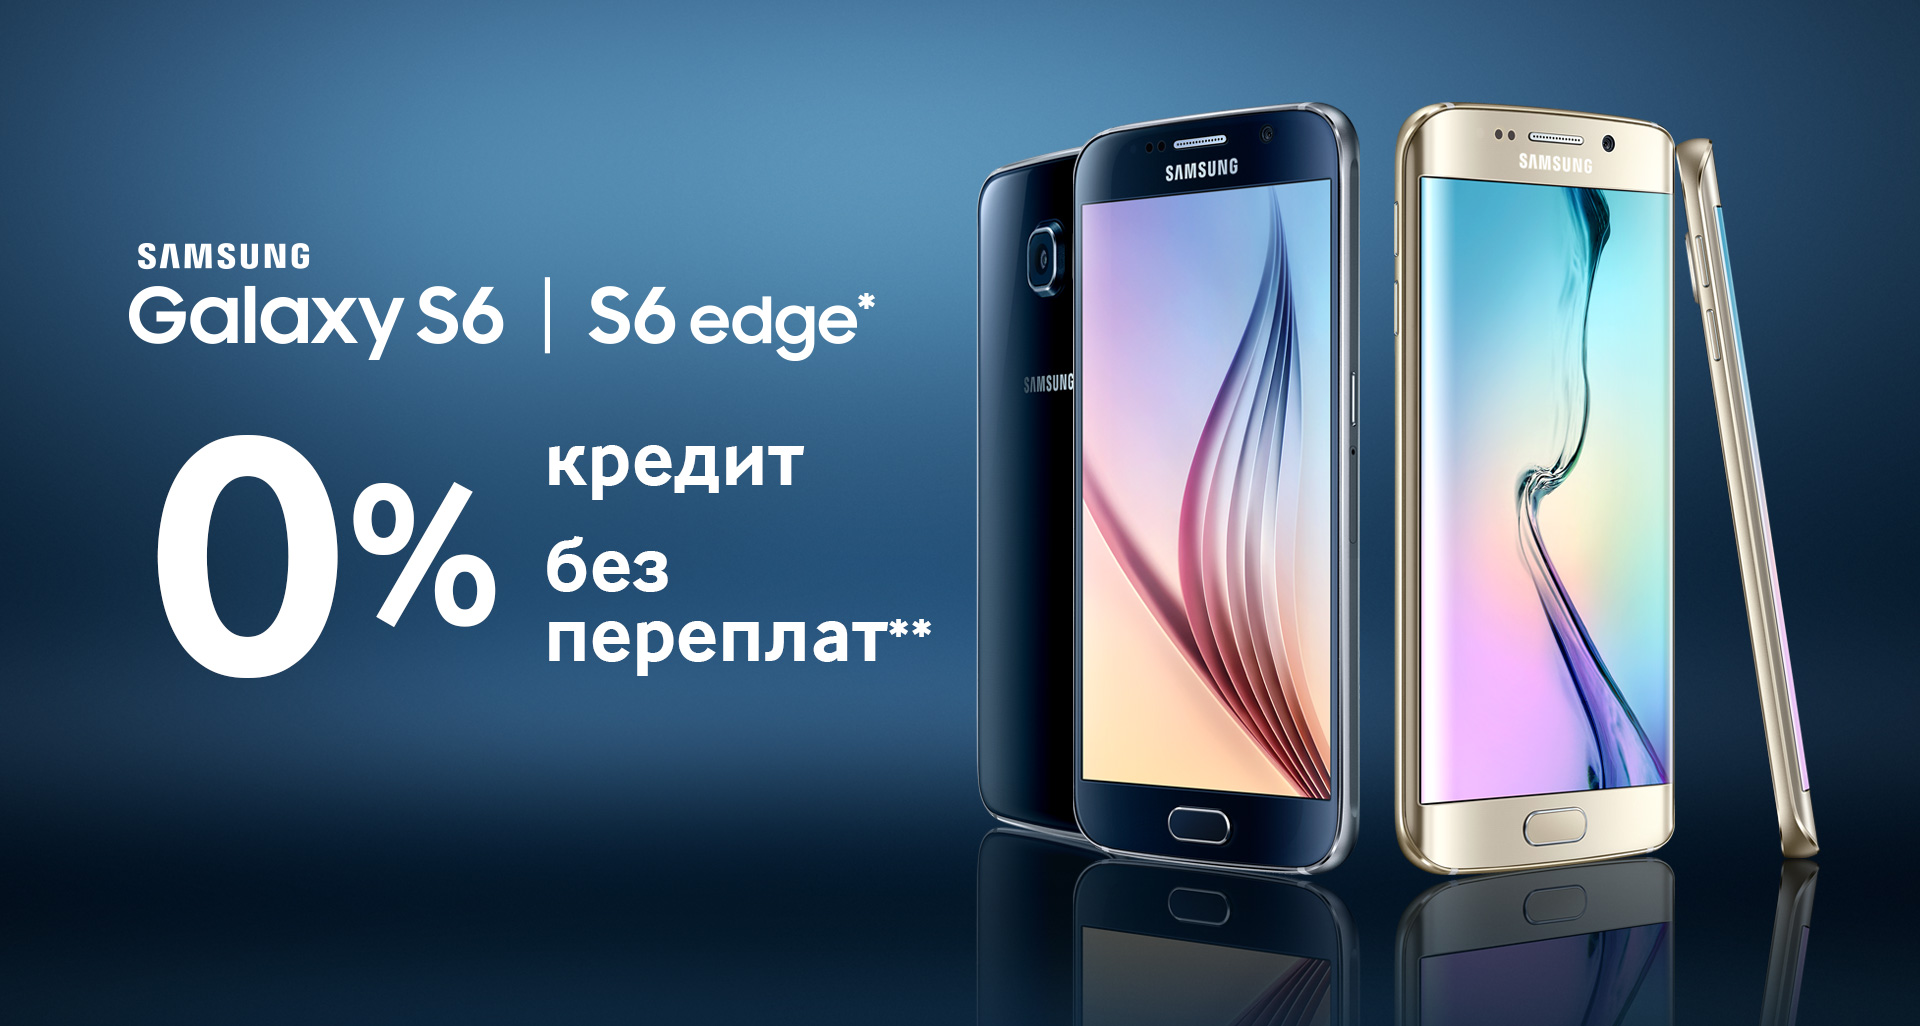 SAMSUNG
Galaxy S6 | S6 edge*
0%
кредит
без
переплат**
SAMSUNG
SAMSUNG
SAMSUNG